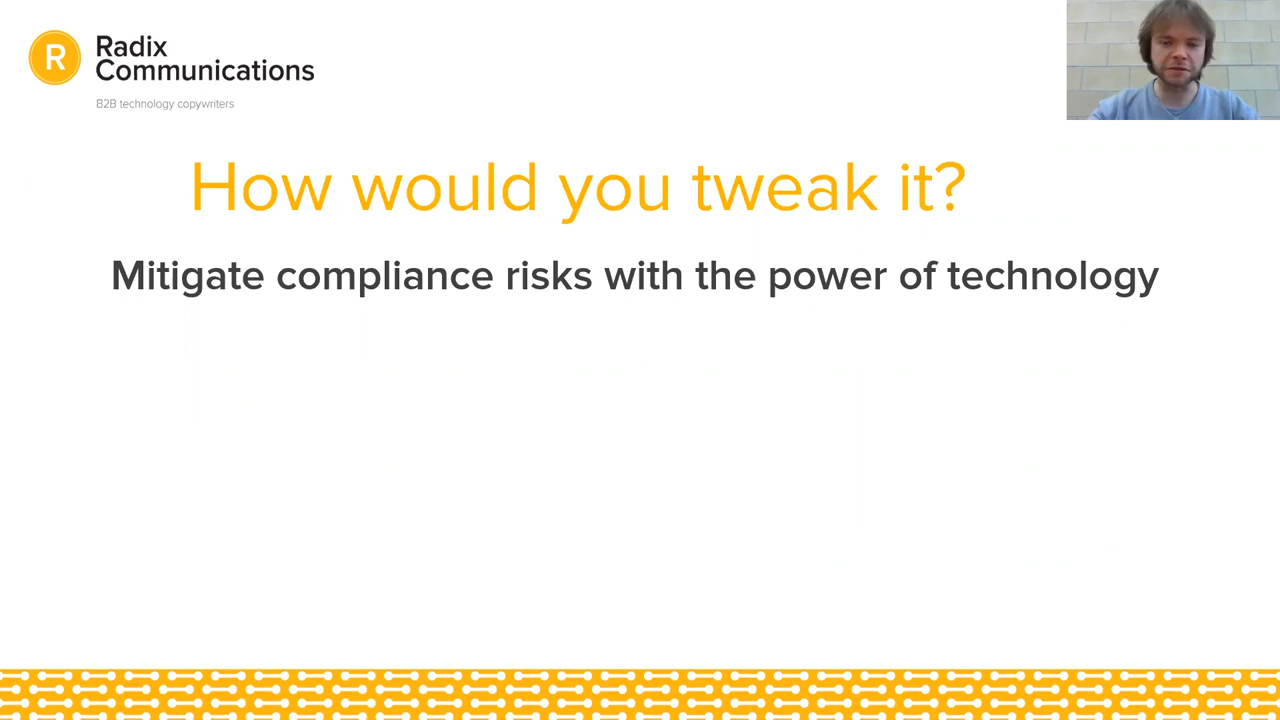 R
Radix
Communications
B2B technology copywriters
How would you tweak it?
Mitigate compliance risks with the power of technology